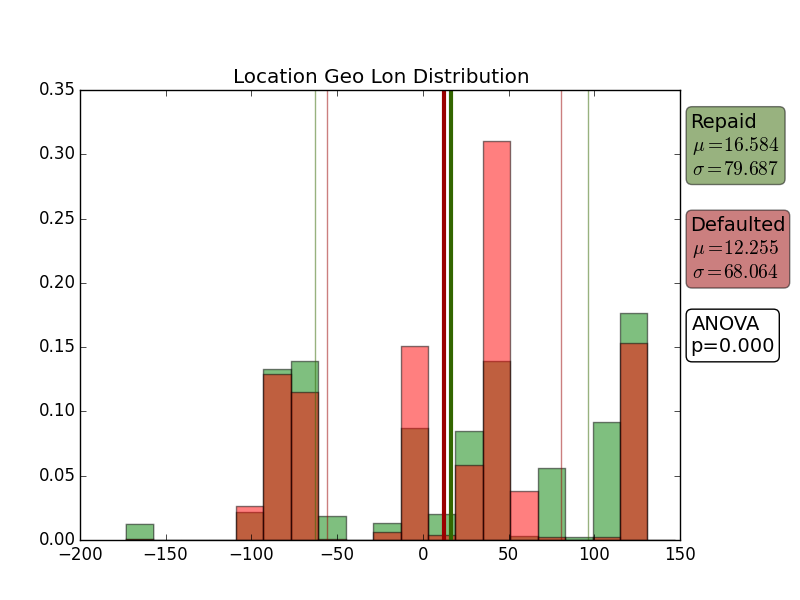 Location Geo Lon Distribution
0.35
0.30
0.25
0.20
0.15
0.10
0.05
0.00
−200 −150 −100 −50 0 50 100 150
Repaid
μ=16.584
σ=79.687
Defaulted
μ=12.255
σ=68.064
ANOVA
p=0.000